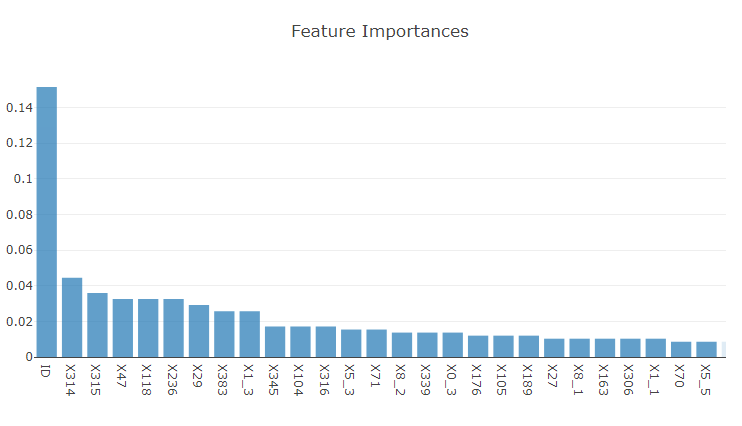 Feature Importances
0.14
0.12
0.1
0.08
0.06
0.04
0.02
0
ID
X314
X315
X47
X118
X236
X29
X383
X1_3
X345
X104
X316
X5_3
X71
X8_2
X339
X0_3
X176
X105
X189
X27
X8_1
X163
X306
X1_1
X70
X5_5